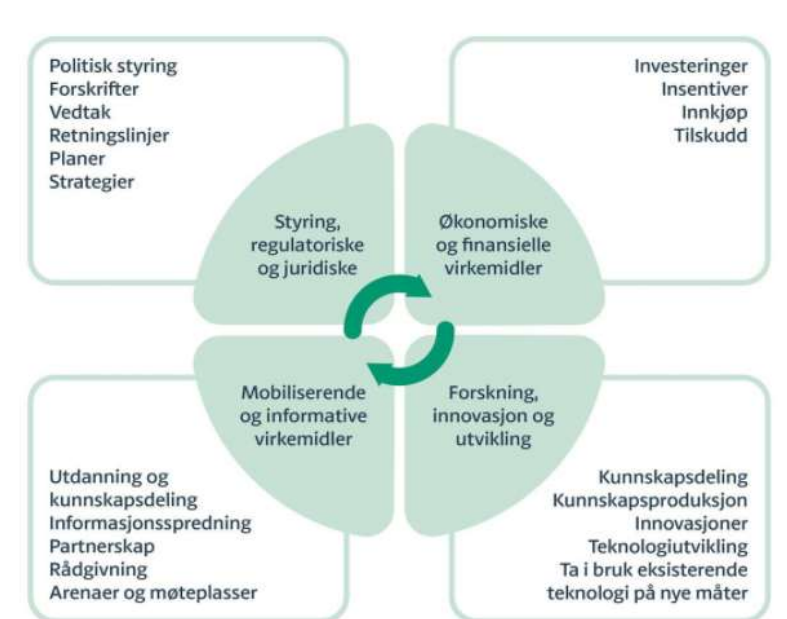 Politisk styring
Forskrifter
Vedtak
Retningslinjer
Planer
Strategier
Investeringer
Insentiver
Innkjøp
Tilskudd
Styring,
regulatoriske
og juridiske
Økonomiske
og finansielle
virkemidler
Mobiliserende
og informative
virkemidler
Forskning,
innovasjon og
utvikling
Utdanning og
kunnskapsdeling
Informasjonsspredning
Partnerskap
Rådgivning
Arenaer og møteplasser
Kunnskapsdeling
Kunnskapsproduksjon
Innovasjoner
Teknologiutvikling
Ta i bruk eksisterende
teknologi på nye måter